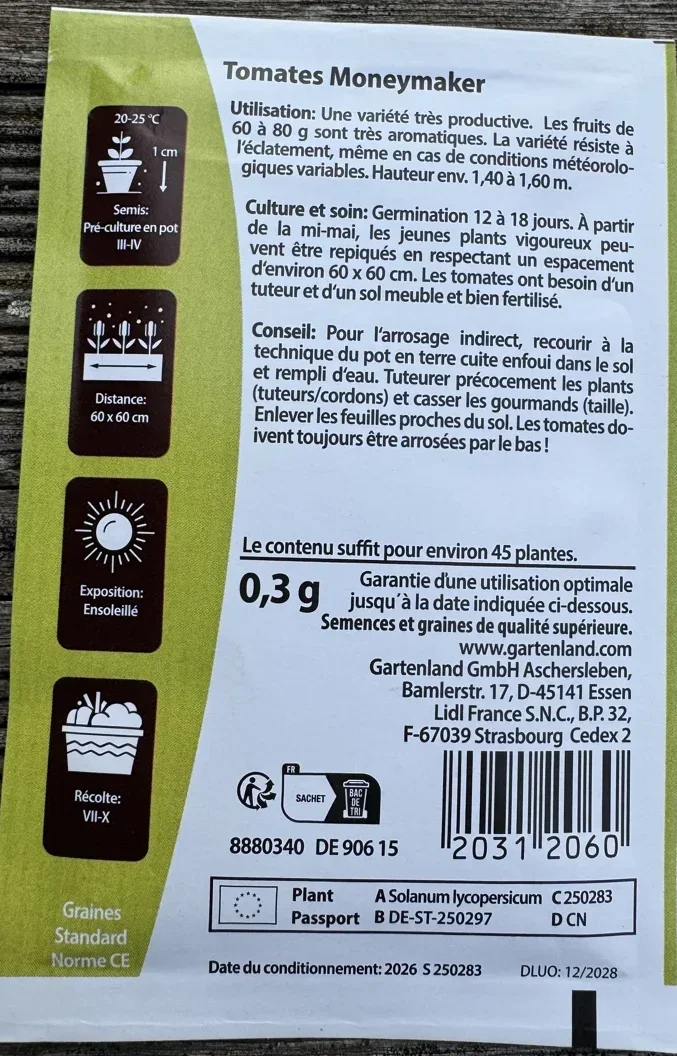 Tomates Moneymaker
Utilisation: Une variété très productive. Les fruits de
60 à 80 g sont très aromatiques. La variété résiste à
l'éclatement, même en cas de conditions météorolo-
giques variables. Hauteur env. 1,40 à 1,60 m.
Culture et soin: Germination 12 à 18 jours. À partir
de la mi-mai, les jeunes plants vigoureux peu-
vent être repiqués en respectant un espacement
d'environ 60 x 60 cm. Les tomates ont besoin d'un
tuteur et d'un sol meuble et bien fertilisé.
Conseil: Pour l'arrosage indirect, recourir à la
technique du pot en terre cuite enfoui dans le sol
et rempli d'eau. Tuteurer précocement les plants
(tuteurs/cordons) et casser les gourmands (taille).
Enlever les feuilles proches du sol. Les tomates do-
ivent toujours être arrosées par le bas !
20-25 °C
1 cm
Semis:
Pré-culture en pot
III-IV
Distance:
60 x 60 cm
Exposition:
Ensoleillé
Récolte:
VII-X
Graines
Standard
Norme CE
Le contenu suffit pour environ 45 plantes.
0,3 g
Garantie d'une utilisation optimale
jusqu´à la date indiquée ci-dessous.
Semences et graines de qualité supérieure.
www.gartenland.com
Gartenland GmbH Aschersleben,
Bamlerstr. 17, D-45141 Essen
Lidl France S.N.C., B.P. 32,
F-67039 Strasbourg Cedex 2
FR
SACHET
BAC
DE
TRI
8880340 DE 906 15
2031 2060
Plant A Solanum lycopersicum C 250283
Passport B DE-ST-250297 D CN
Date du conditionnement: 2026 S 250283 DLUO: 12/2028